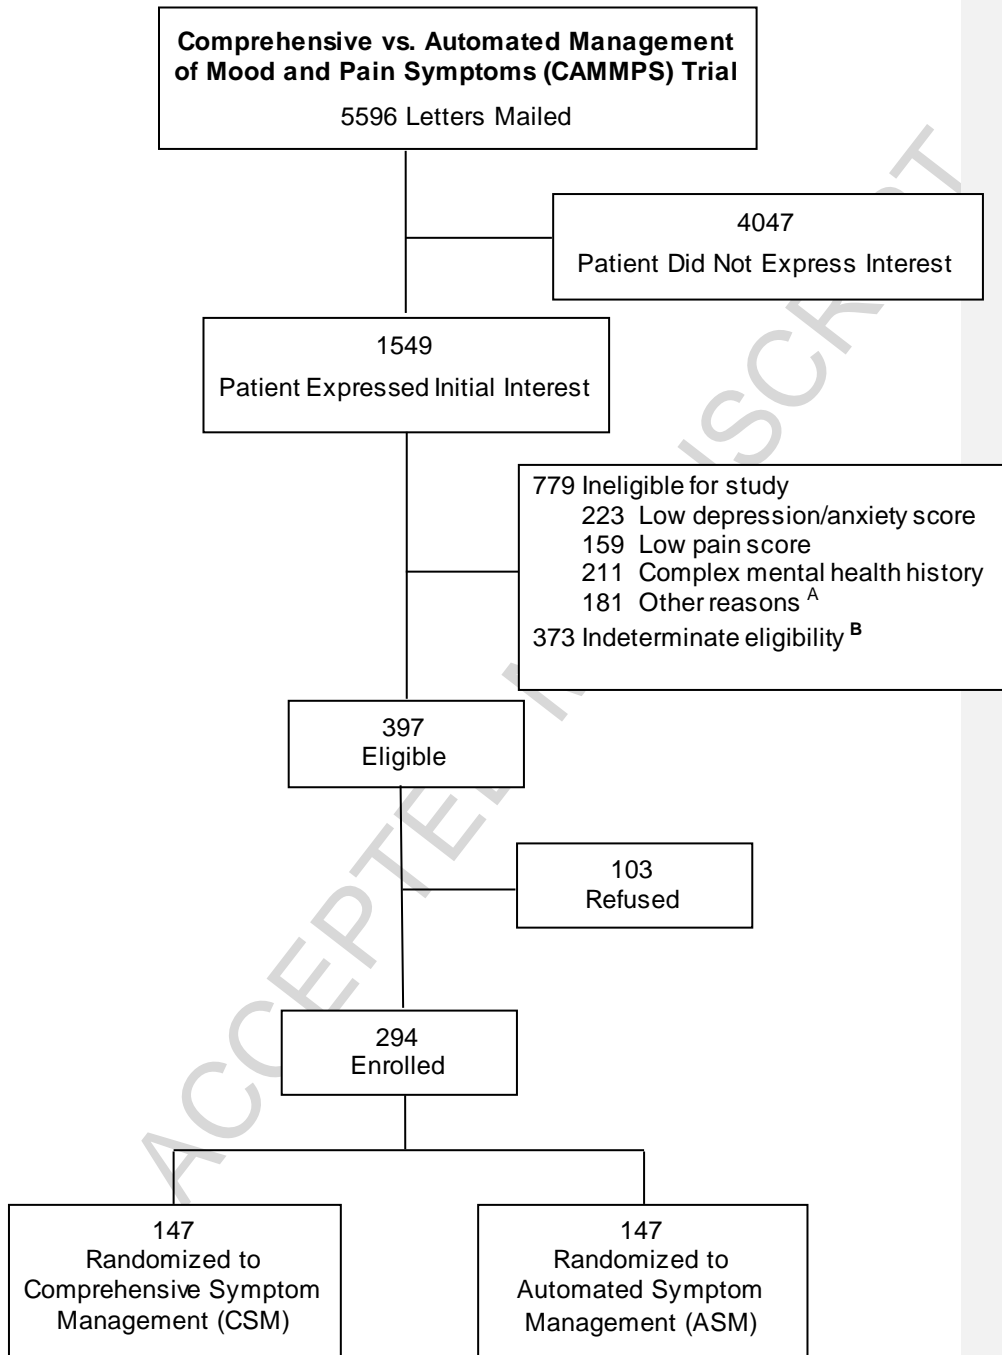 Comprehensive vs. Automated Management
of Mood and Pain Symptoms (CAMMPS) Trial
5596 Letters Mailed
4047
Patient Did Not Express Interest
1549
Patient Expressed Initial Interest
779 Ineligible for study
223 Low depression/anxiety score
159 Low pain score
211 Complex mental health history
181 Other reasons A
373 Indeterminate eligibility B
397
Eligible
103
Refused
294
Enrolled
147
Randomized to
Comprehensive Symptom
Management (CSM)
147
Randomized to
Automated Symptom
Management (ASM)
ACCEPTED MANUSCRIPT